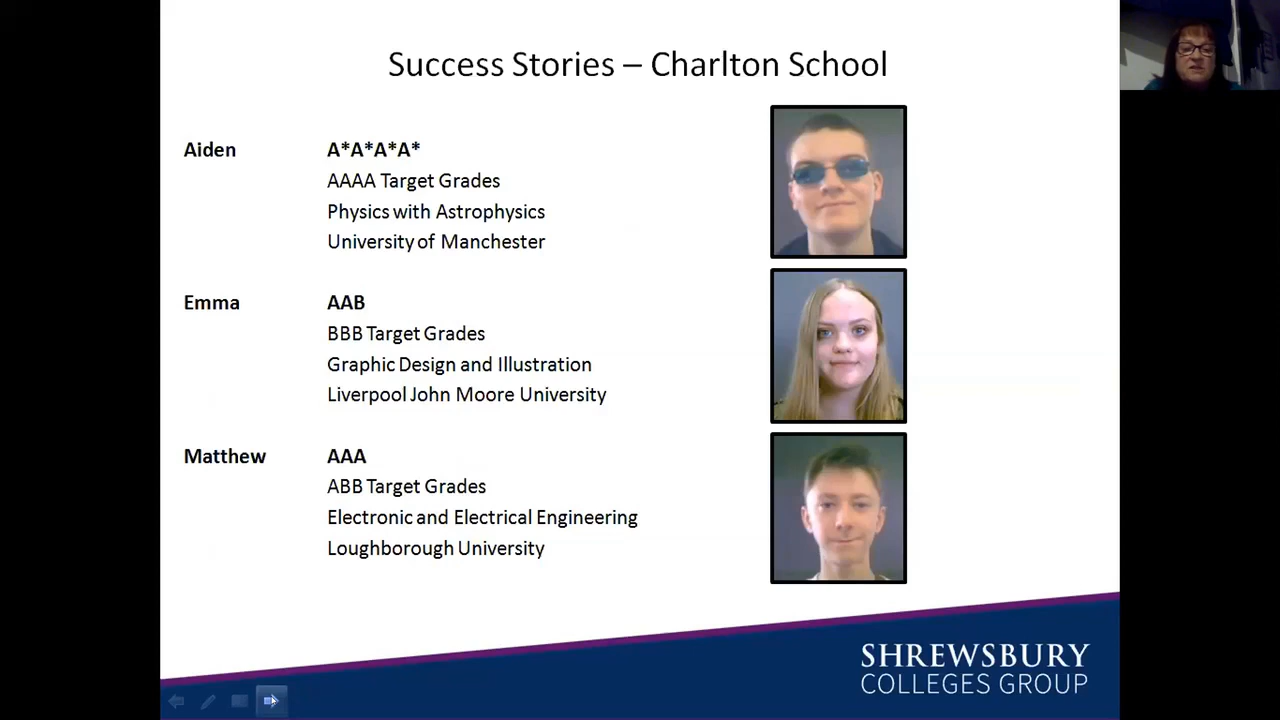 Success Stories – Charlton School
Aiden
A*A*A*A*
AAAA Target Grades
Physics with Astrophysics
University of Manchester
Emma
AAB
BBB Target Grades
Graphic Design and Illustration
Liverpool John Moore University
Matthew
AAA
ABB Target Grades
Electronic and Electrical Engineering
Loughborough University
SHREWSBURY
COLLEGES GROUP